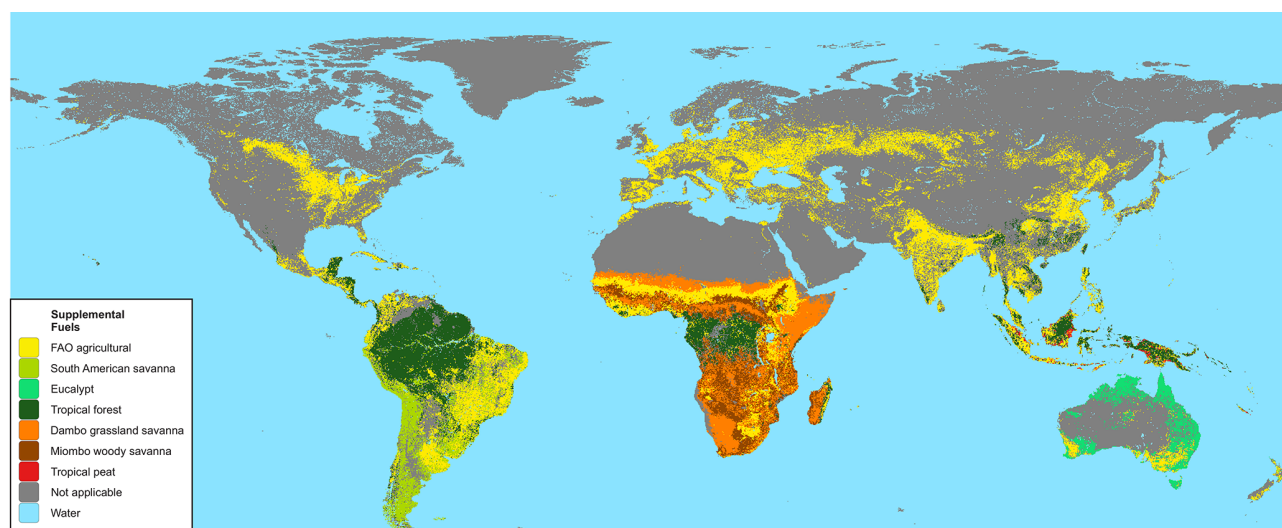 Supplemental
Fuels
FAO agricultural
South American savanna
Eucalypt
Tropical forest
Dambo grassland savanna
Miombo woody savanna
Tropical peat
Not applicable
Water